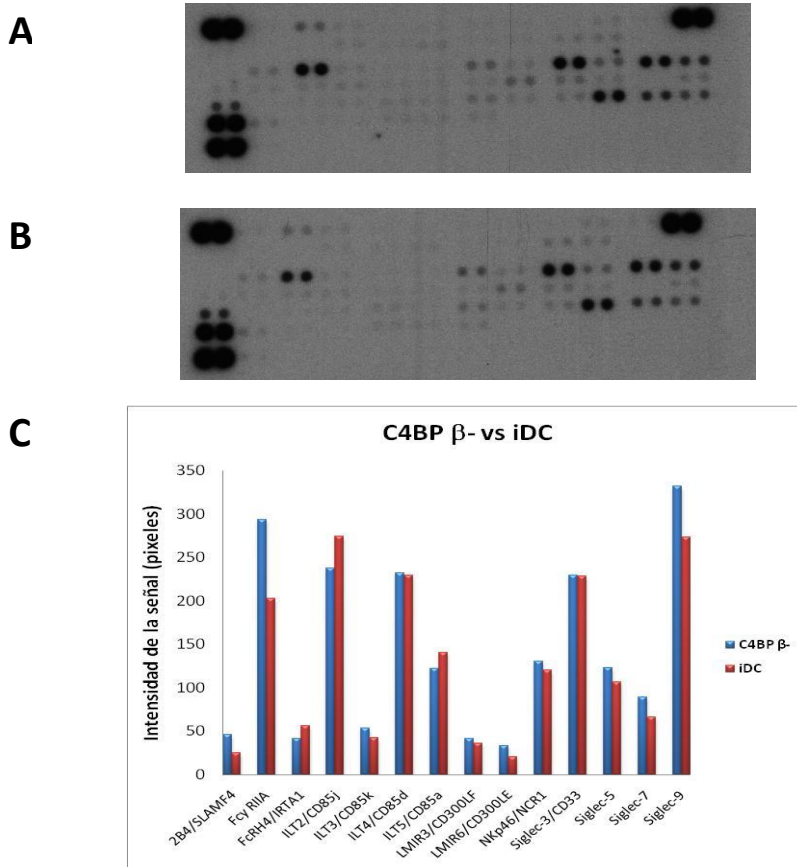 A
B
C
C4BP β- vs iDC
Intensidad de la señal (pixeles)
350
300
250
200
150
100
50
0
2B4/SLAMF4
Fcγ RIIA
FcRH4/IRTA1
ILT2/CD85j
ILT3/CD85k
ILT4/CD85d
ILT5/CD85a
LMIR3/CD300LF
LMIR6/CD300LE
NKp46/NCR1
Siglec-3/CD33
Siglec-5
Siglec-7
Siglec-9
C4BP β-
iDC